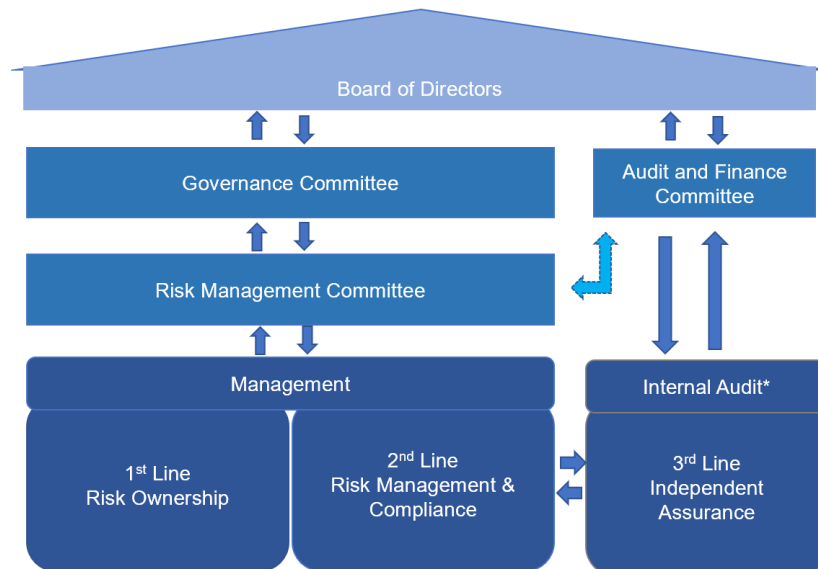 Board of Directors
Governance Committee
Audit and Finance
Committee
Risk Management Committee
Management
Internal Audit*
1st Line
Risk Ownership
2nd Line
Risk Management &
Compliance
3rd Line
Independent
Assurance